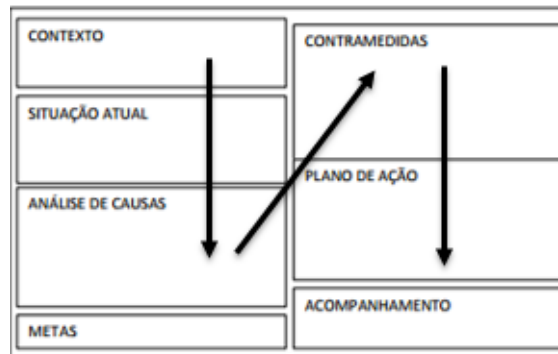 CONTEXTO
SITUAÇÃO ATUAL
ANÁLISE DE CAUSAS
METAS
CONTRAMEDIDAS
PLANO DE AÇÃO
ACOMPANHAMENTO